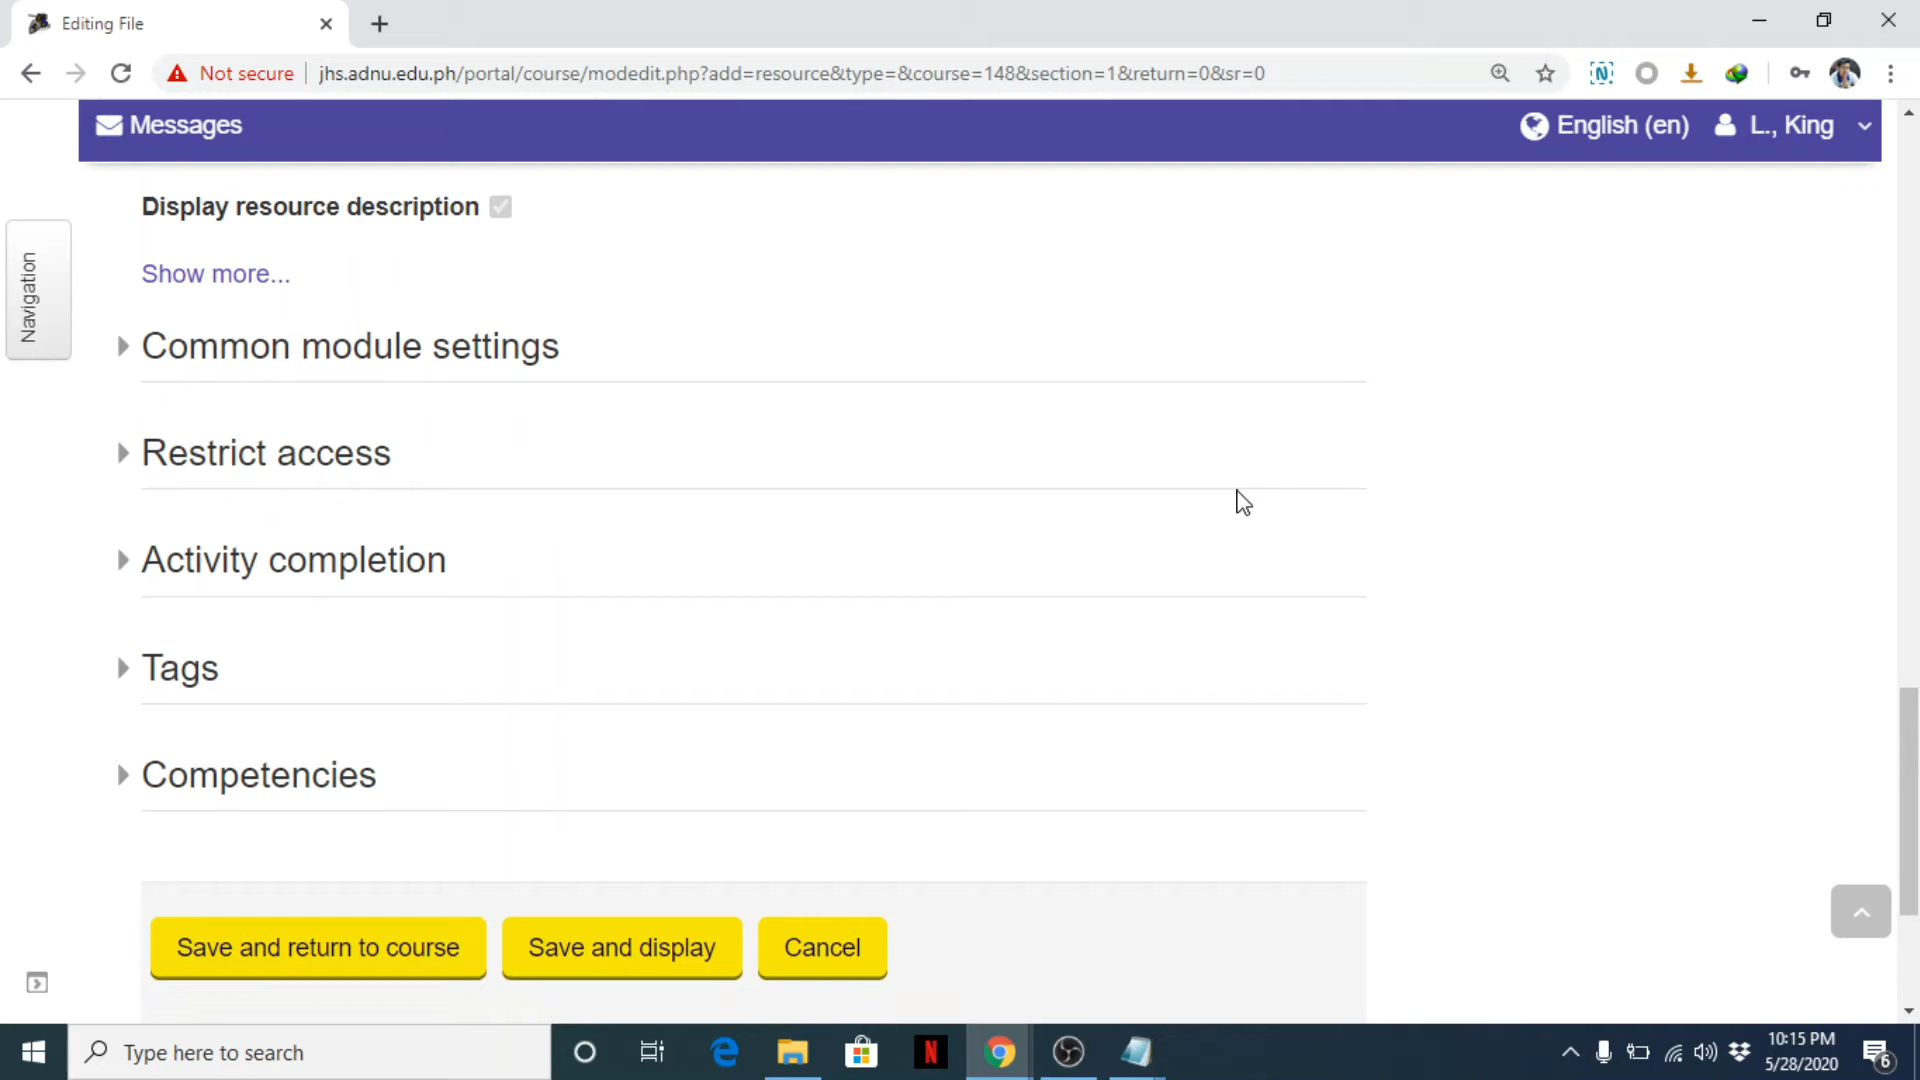 Editing File
Not secure
jhs.adnu.edu.ph/portal/course/modedit.php?add=resource&type=&course=148&section=1&return=0&sr=0
Messages
English (en)
L., King
Navigation
Display resource description
Show more...
Common module settings
Restrict access
Activity completion
Tags
Competencies
Save and return to course
Save and display
Cancel
Type here to search
10:15 PM
5/28/2020
6